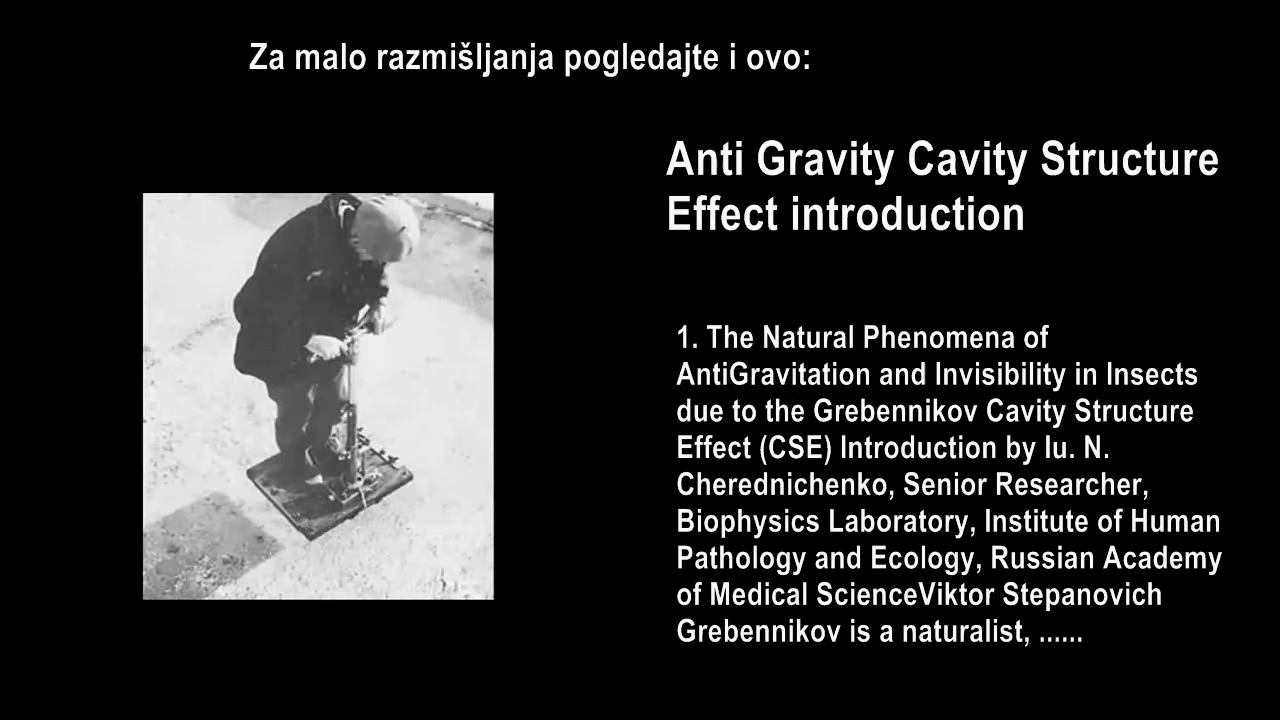 Za malo razmišljanja pogledajte i ovo:
Anti Gravity Cavity Structure
Effect introduction
1. The Natural Phenomena of
AntiGravitation and Invisibility in Insects
due to the Grebennikov Cavity Structure
Effect (CSE) Introduction by Iu. N.
Cherednichenko, Senior Researcher,
Biophysics Laboratory, Institute of Human
Pathology and Ecology, Russian Academy
of Medical ScienceViktor Stepanovich
Grebennikov is a naturalist, ......